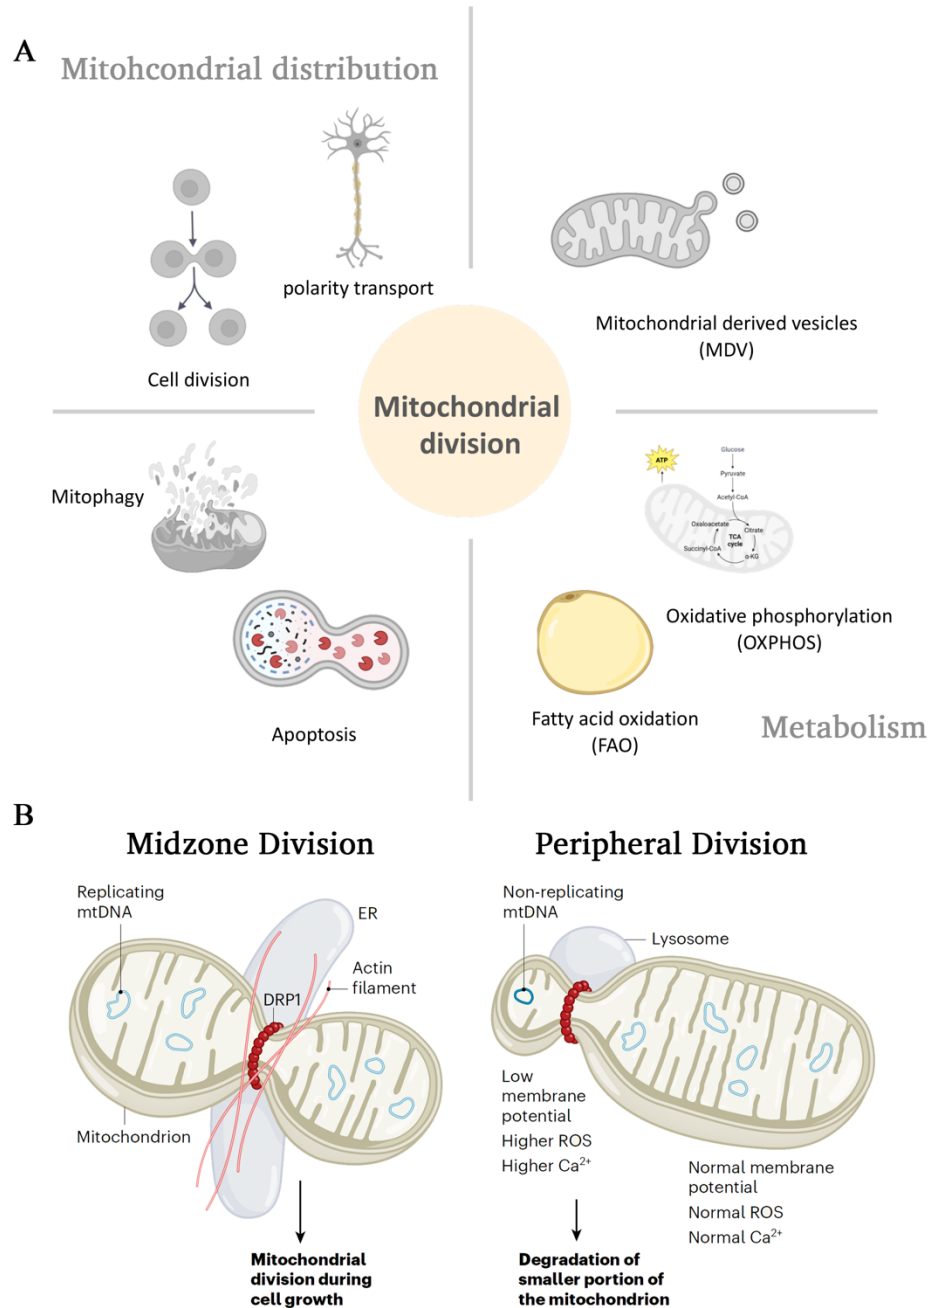 A
Mitohcondrial distribution
polarity transport
Cell division
Mitochondrial derived vesicles
(MDV)
Mitochondrial
division
Mitophagy
Apoptosis
Glucose
ATP
Pyruvate
Acetyl-CoA
Oxaloacetate
Citrate
TCA
cycle
Succinyl-CoA
α-KG
Oxidative phosphorylation
(OXPHOS)
Fatty acid oxidation
(FAO)
Metabolism
B
Midzone Division
Replicating
mtDNA
ER
Actin
filament
DRP1
Mitochondrion
Mitochondrial
division during
cell growth
Peripheral Division
Non-replicating
mtDNA
Lysosome
Low
membrane
potential
Higher ROS
Higher Ca²⁺
Normal membrane
potential
Normal ROS
Normal Ca²⁺
Degradation of
smaller portion of
the mitochondrion